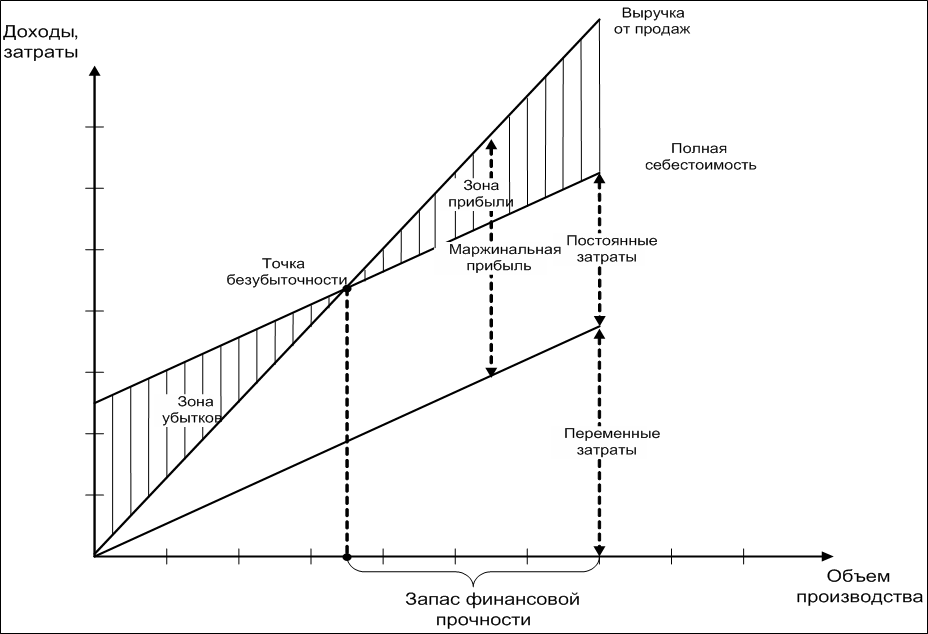 Выручка
от продаж
Доходы,
затраты
Полная
себестоимость
Зона
прибыли
Маржинальная
прибыль
Постоянные
затраты
Точка
безубыточности
Зона
убытков
Переменные
затраты
Объем
производства
Запас финансовой
прочности